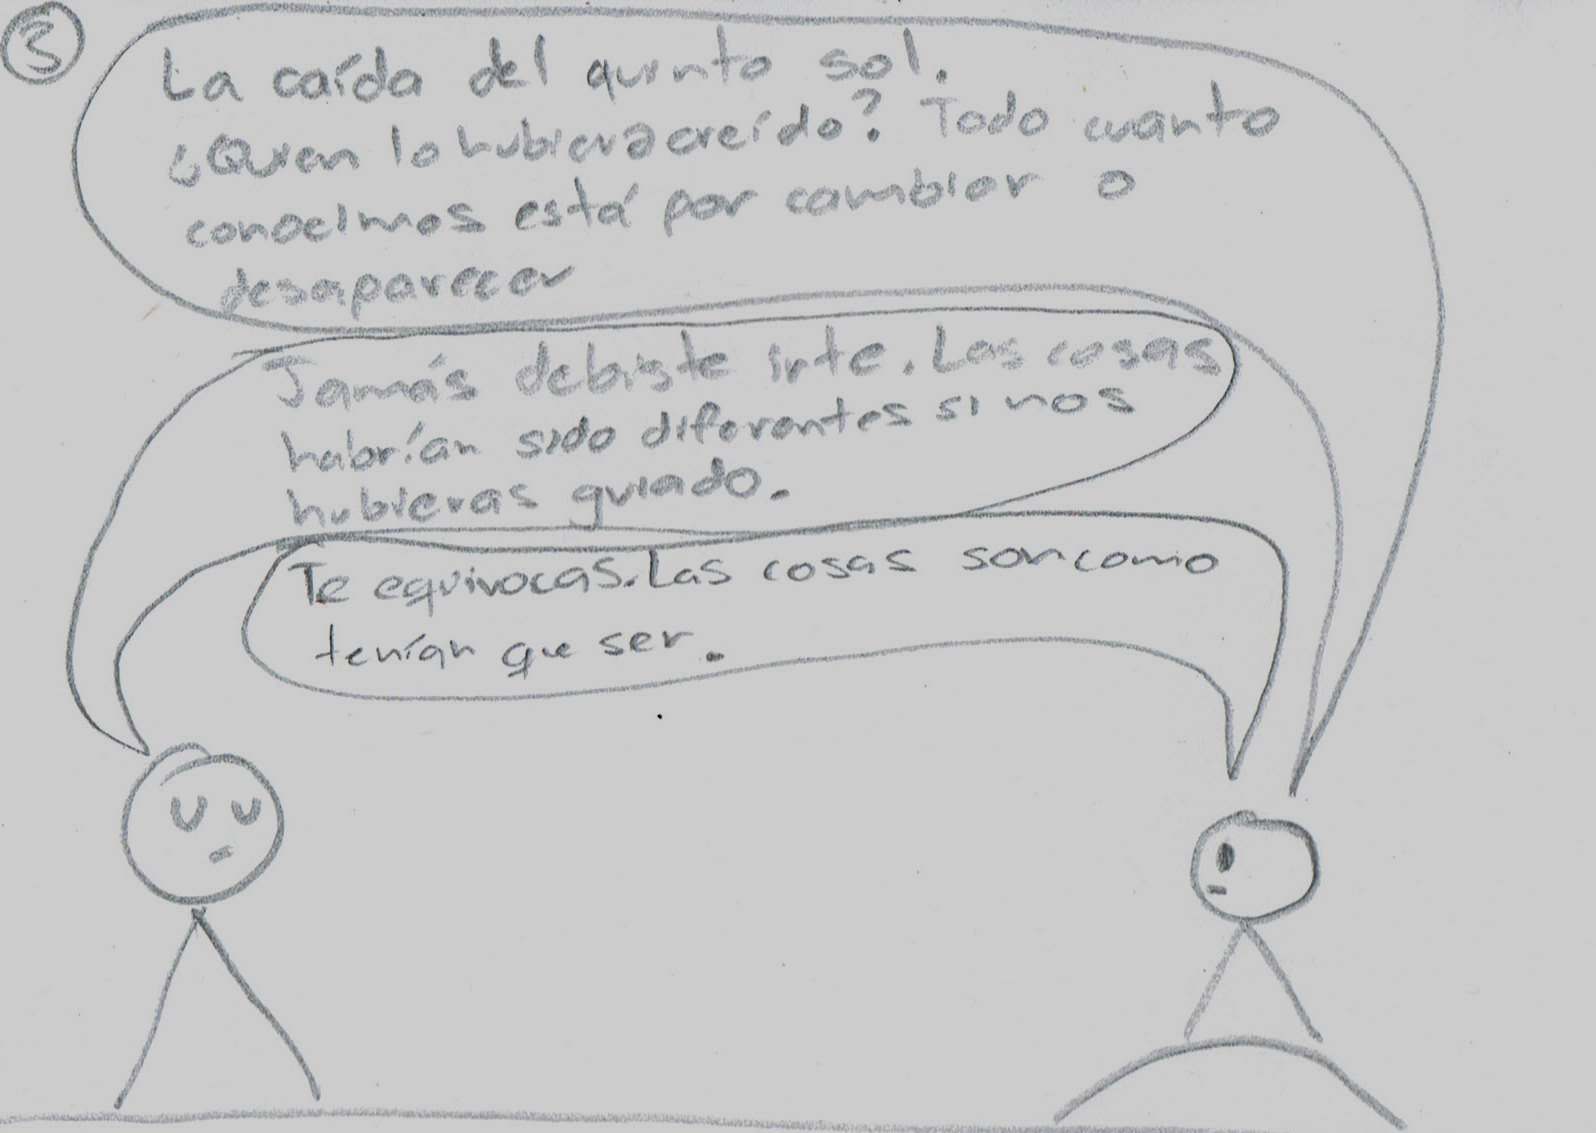 3
La caída del quinto sol.
¿Quien lo hubiera creído? Todo cuanto
conocimos está por cambiar o
desaparecer
Jamás debiste irte. Las cosas
habrían sido diferentes si nos
hubieras guiado.
Te equivocas. Las cosas son como
tenían que ser.